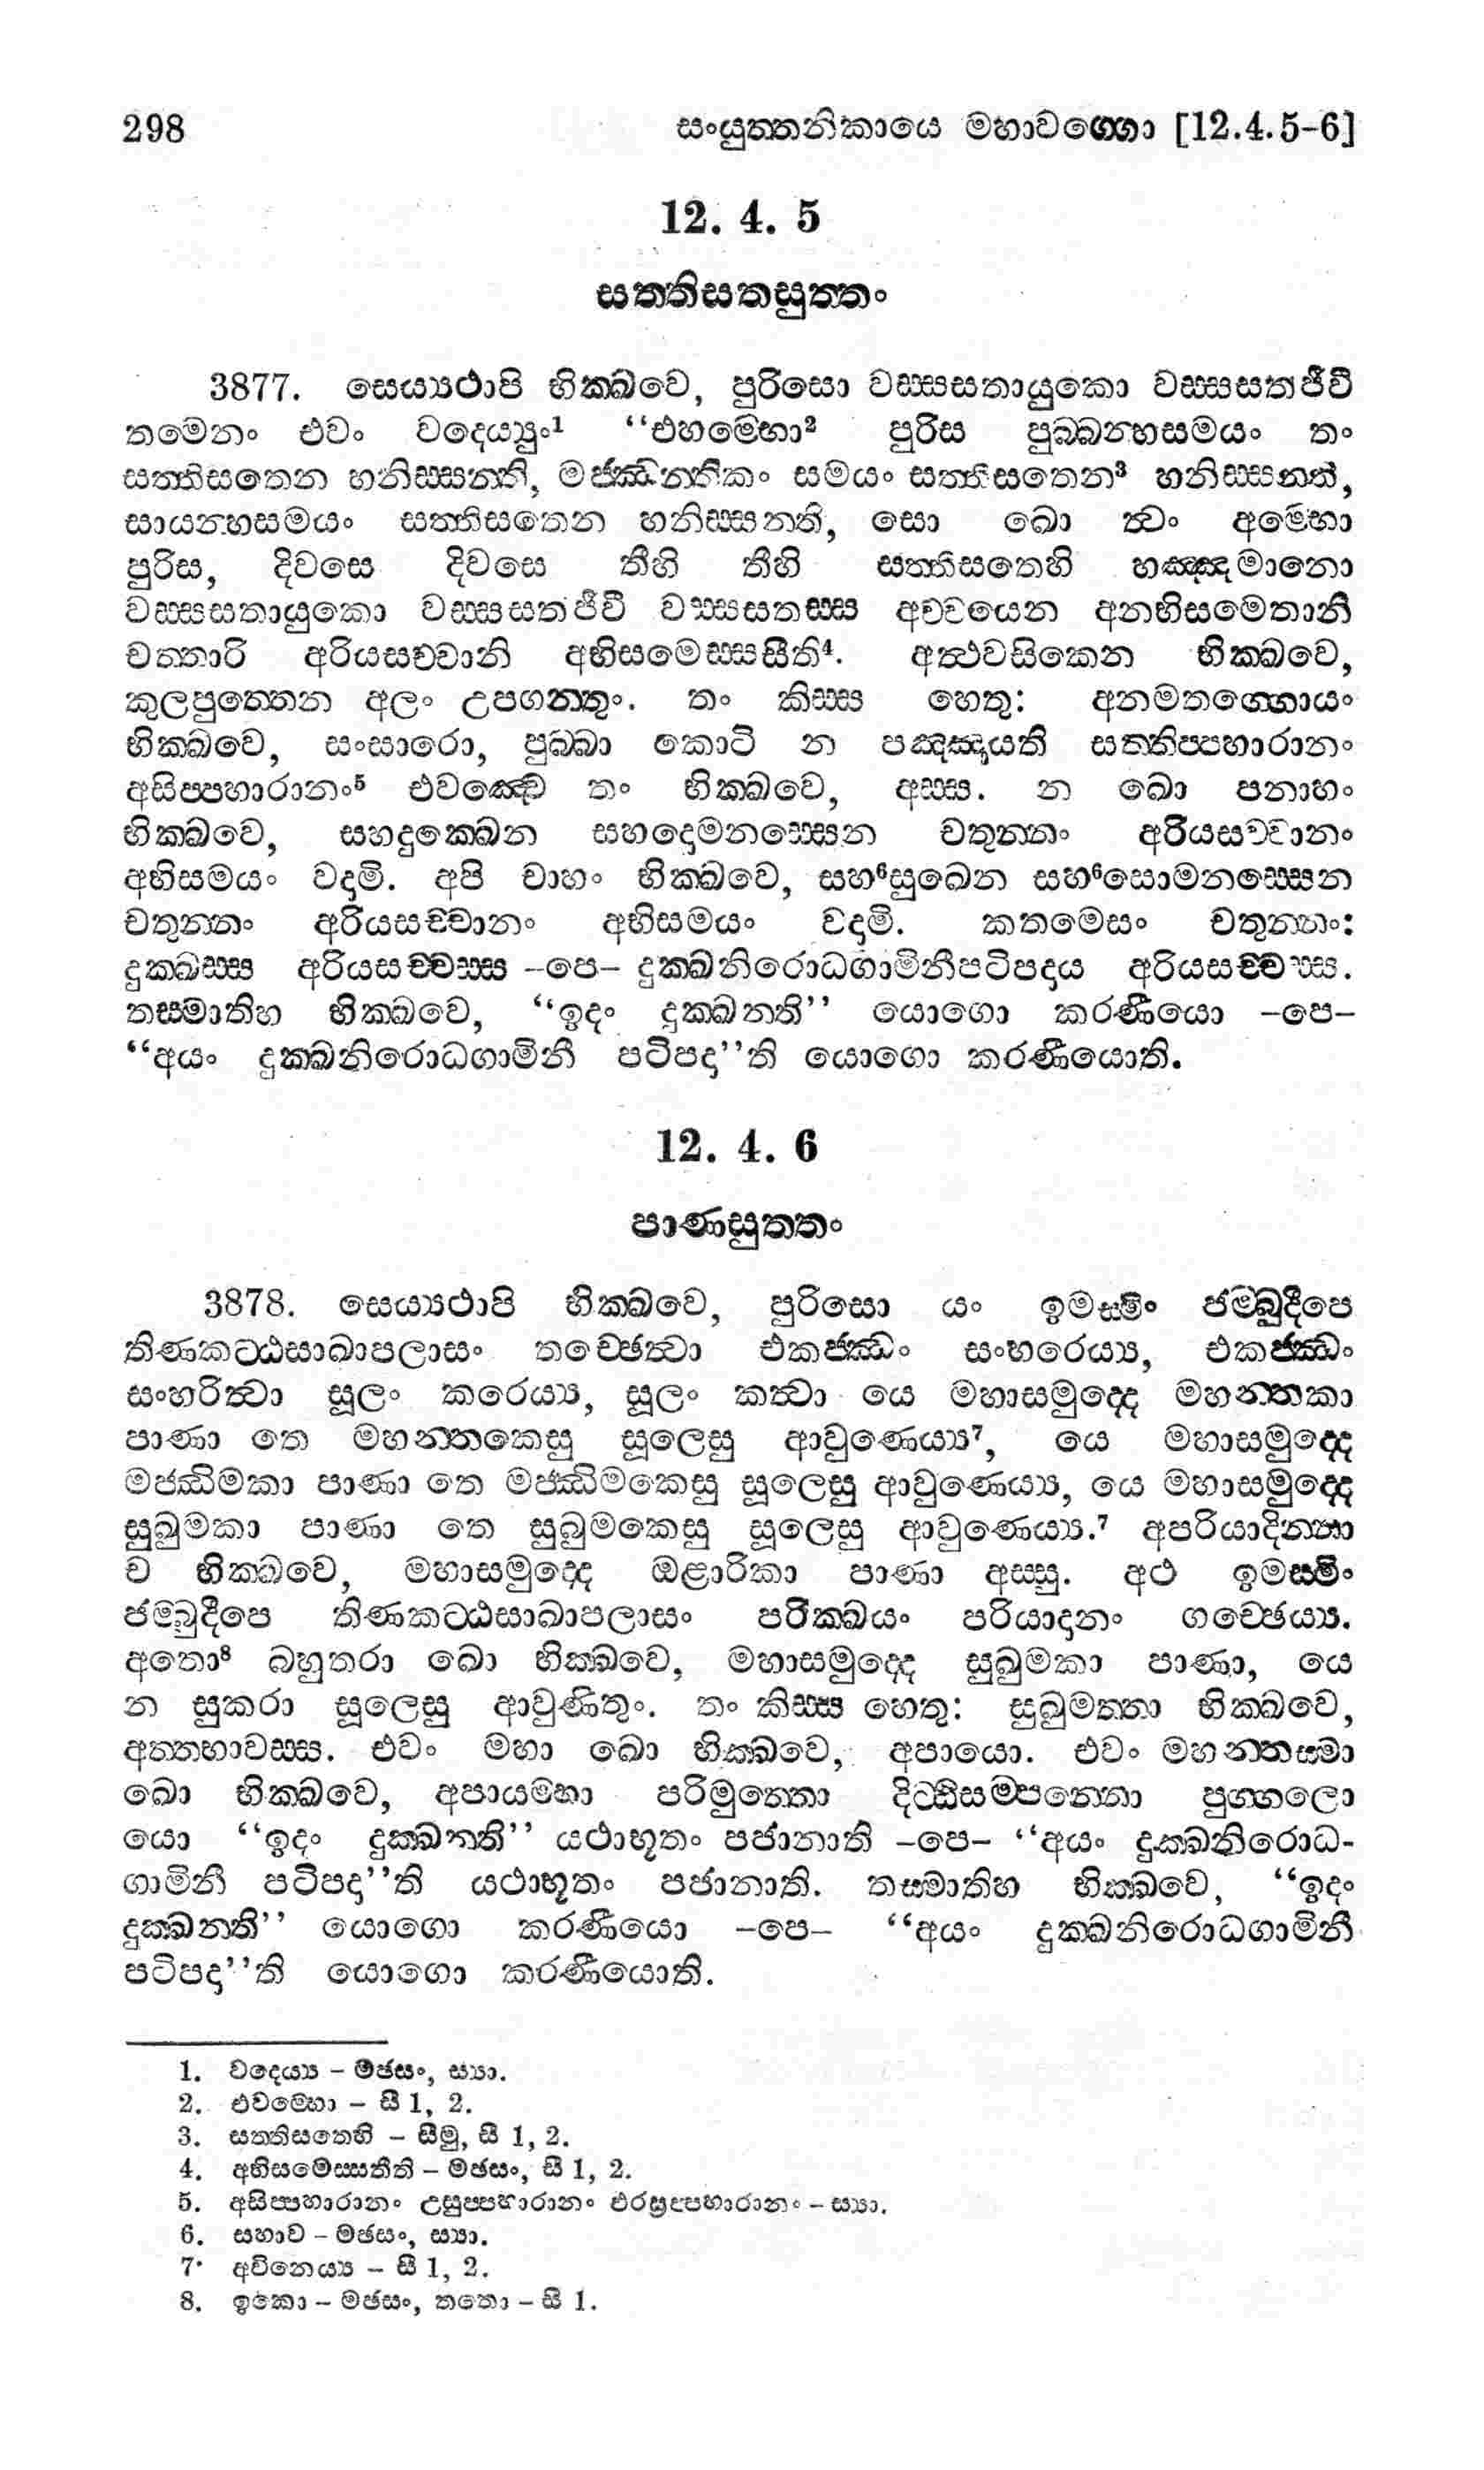 298 සංයුත්තනිකායෙ මහාවග්ගො [12.4.5-6]
12. 4. 5
සත්තිසතසුත්තං
3877. සෙය්‍යථාපි භික්ඛවෙ, පුරිසො වස්සසතායුකො වස්සසතජීවී
තමෙනං එවං වදෙය්‍යුං¹ ‘‘එහම්භො² පුරිස පුබ්බන්හසමයං තං
සත්තිසතෙන හනිස්සන්ති, මජ්ඣන්තිකං සමයං සත්තිසතෙන³ හනිස්සන්ති,
සායන්හසමයං සත්තිසතෙන හනිස්සන්ති, සො ඛො ත්වං අම්භො
පුරිස, දිවසෙ දිවසෙ තීහි තීහි සත්තිසතෙහි හඤ්ඤමානො
වස්සසතායුකො වස්සසතජීවී වස්සසතස්ස අච්චයෙන අනභිසමෙතානි
චත්තාරි අරියසච්චානි අභිසමෙස්සසීති⁴. අත්ථවසිකෙන භික්ඛවෙ,
කුලපුත්තෙන අලං උපගන්තුං. තං කිස්ස හෙතු: අනමතග්ගොයං
භික්ඛවෙ, සංසාරො, පුබ්බා කොටි න පඤ්ඤායති සත්තිප්පහාරානං
අසිප්පහාරානං⁵ එවඤ්චෙ තං භික්ඛවෙ, අස්ස. න ඛො පනාහං
භික්ඛවෙ, සහදුක්ඛෙන සහදොමනස්සෙන චතුන්නං අරියසච්චානං
අභිසමයං වදාමි. අපි චාහං භික්ඛවෙ, සහ⁶සුඛෙන සහ⁶සොමනස්සෙන
චතුන්නං අරියසච්චානං අභිසමයං වදාමි. කතමෙසං චතුන්නං:
දුක්ඛස්ස අරියසච්චස්ස –පෙ– දුක්ඛනිරොධගාමිනීපටිපදාය අරියසච්චස්ස.
තස්මාතිහ භික්ඛවෙ, ‘‘ඉදං දුක්ඛන්ති’’ යොගො කරණීයො –පෙ–
‘‘අයං දුක්ඛනිරොධගාමිනී පටිපදා’’ති යොගො කරණීයොති.
12. 4. 6
පාණසුත්තං
3878. සෙය්‍යථාපි භික්ඛවෙ, පුරිසො යං ඉමස්මිං ජම්බුදීපෙ
තිණකට්ඨසාඛාපලාසං තච්ඡෙත්වා එකජ්ඣං සංහරෙය්‍ය, එකජ්ඣං
සංහරිත්වා සූලං කරෙය්‍ය, සූලං කත්වා යෙ මහාසමුද්දෙ මහන්තකා
පාණා තෙ මහන්තකෙසු සූලෙසු ආවුණෙය්‍ය⁷, යෙ මහාසමුද්දෙ
මජ්ඣිමකා පාණා තෙ මජ්ඣිමකෙසු සූලෙසු ආවුණෙය්‍ය, යෙ මහාසමුද්දෙ
සුඛුමකා පාණා තෙ සුඛුමකෙසු සූලෙසු ආවුණෙය්‍ය.⁷ අපරියාදින්නා
ච භික්ඛවෙ, මහාසමුද්දෙ ඔළාරිකා පාණා අස්සු. අථ ඉමස්මිං
ජම්බුදීපෙ තිණකට්ඨසාඛාපලාසං පරික්ඛයං පරියාදානං ගච්ඡෙය්‍ය.
අතො⁸ බහුතරා ඛො භික්ඛවෙ, මහාසමුද්දෙ සුඛුමකා පාණා, යෙ
න සුකරා සූලෙසු ආවුණිතුං. තං කිස්ස හෙතු: සුඛුමත්තා භික්ඛවෙ,
අත්තභාවස්ස. එවං මහා ඛො භික්ඛවෙ, අපායො. එවං මහන්තස්මා
ඛො භික්ඛවෙ, අපායම්හා පරිමුත්තො දිට්ඨිසම්පන්නො පුග්ගලො
යො ‘‘ඉදං දුක්ඛන්ති’’ යථාභූතං පජානාති –පෙ– ‘‘අයං දුක්ඛනිරොධ-
ගාමිනී පටිපදා’’ති යථාභූතං පජානාති. තස්මාතිහ භික්ඛවෙ, ‘‘ඉදං
දුක්ඛන්ති’’ යොගො කරණීයො –පෙ– ‘‘අයං දුක්ඛනිරොධගාමිනී
පටිපදා’’ති යොගො කරණීයොති.
1. වදෙය්‍ය – මඡසං, ස්‍යා.
2. එවම්භො – සී 1, 2.
3. සත්තිසතෙහි – සීමු, සී 1, 2.
4. අභිසමෙස්සතීති – මඡසං, සී 1, 2.
5. අසිප්පහාරානං උසුප්පහාරානං ඵරසුප්පහාරානං – ස්‍යා.
6. සහාව – මඡසං, ස්‍යා.
7. අවිනෙය්‍ය – සී 1, 2.
8. ඉතො – මඡසං, තතො – සී 1.